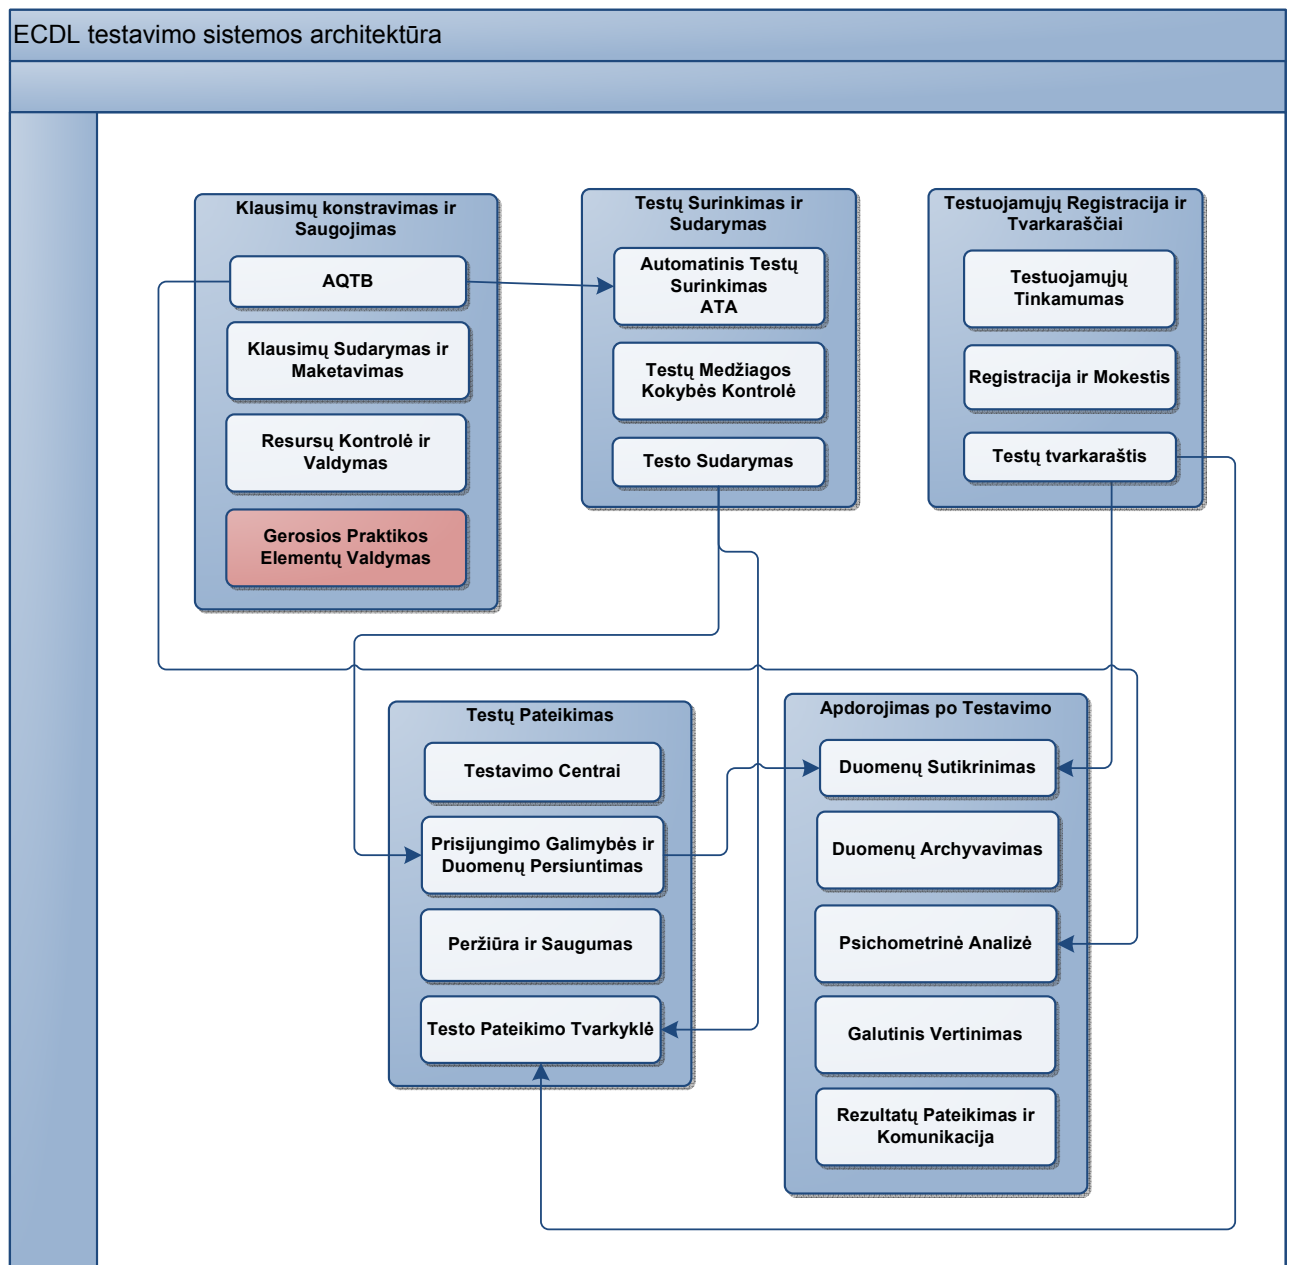 ECDL testavimo sistemos architektūra
Klausimų konstravimas ir
Saugojimas
AQTB
Klausimų Sudarymas ir
Maketavimas
Resursų Kontrolė ir
Valdymas
Gerosios Praktikos
Elementų Valdymas
Testų Surinkimas ir
Sudarymas
Automatinis Testų
Surinkimas
ATA
Testų Medžiagos
Kokybės Kontrolė
Testo Sudarymas
Testuojamųjų Registracija ir
Tvarkaraščiai
Testuojamųjų
Tinkamumas
Registracija ir Mokestis
Testų tvarkaraštis
Testų Pateikimas
Testavimo Centrai
Prisijungimo Galimybės ir
Duomenų Persiuntimas
Peržiūra ir Saugumas
Testo Pateikimo Tvarkyklė
Apdorojimas po Testavimo
Duomenų Sutikrinimas
Duomenų Archyvavimas
Psichometrinė Analizė
Galutinis Vertinimas
Rezultatų Pateikimas ir
Komunikacija